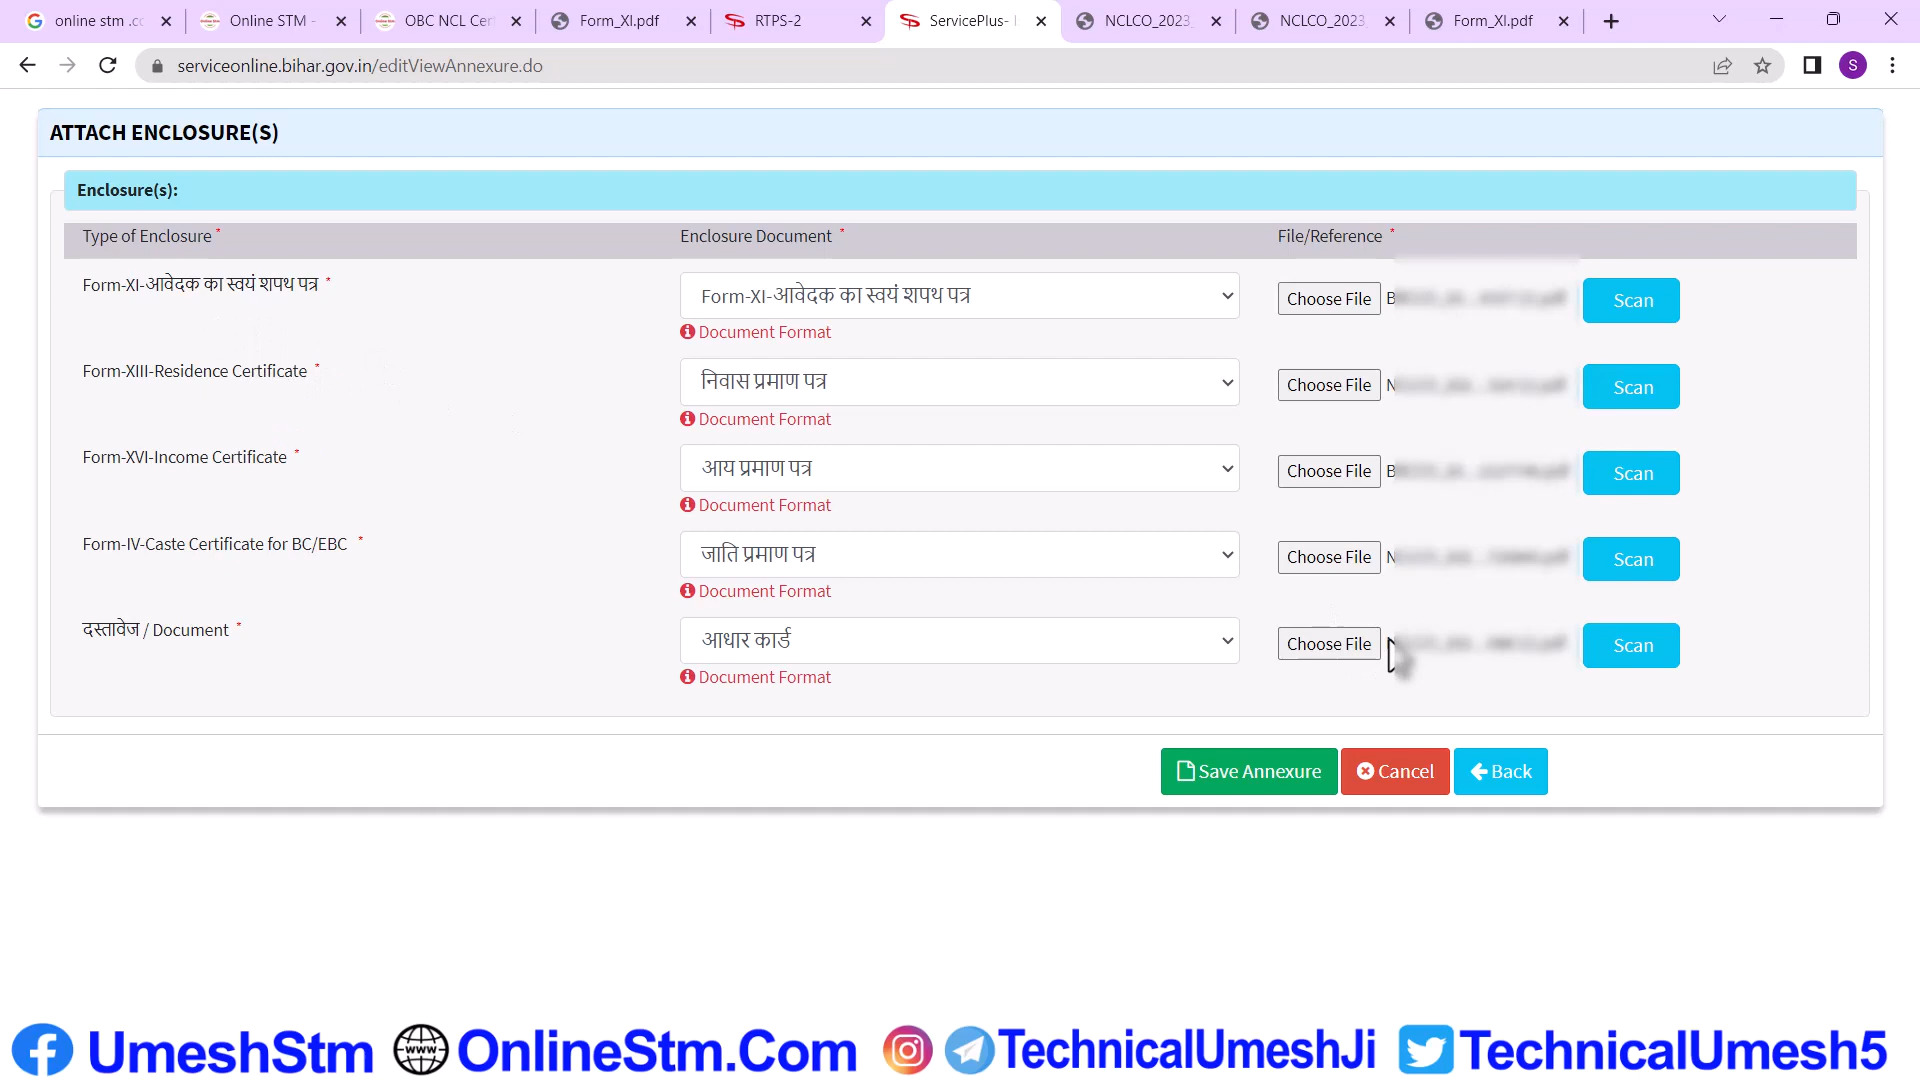 online stm .cc
Online STM -
OBC NCL Cer
Form_XI.pdf
RTPS-2
ServicePlus-
NCLCO_2023
NCLCO_2023
Form_XI.pdf
serviceonline.bihar.gov.in/editViewAnnexure.do
S
ATTACH ENCLOSURE(S)
Enclosure(s):
Type of Enclosure * Enclosure Document * File/Reference *
Form-XI-आवेदक का स्वयं शपथ पत्र * Form-XI-आवेदक का स्वयं शपथ पत्र Choose File B Scan
Document Format
Form-XIII-Residence Certificate * निवास प्रमाण पत्र Choose File N Scan
Document Format
Form-XVI-Income Certificate * आय प्रमाण पत्र Choose File B Scan
Document Format
Form-IV-Caste Certificate for BC/EBC * जाति प्रमाण पत्र Choose File N Scan
Document Format
दस्तावेज / Document * आधार कार्ड Choose File Scan
Document Format
Save Annexure Cancel Back
UmeshStm www OnlineStm.Com TechnicalUmeshJi TechnicalUmesh5